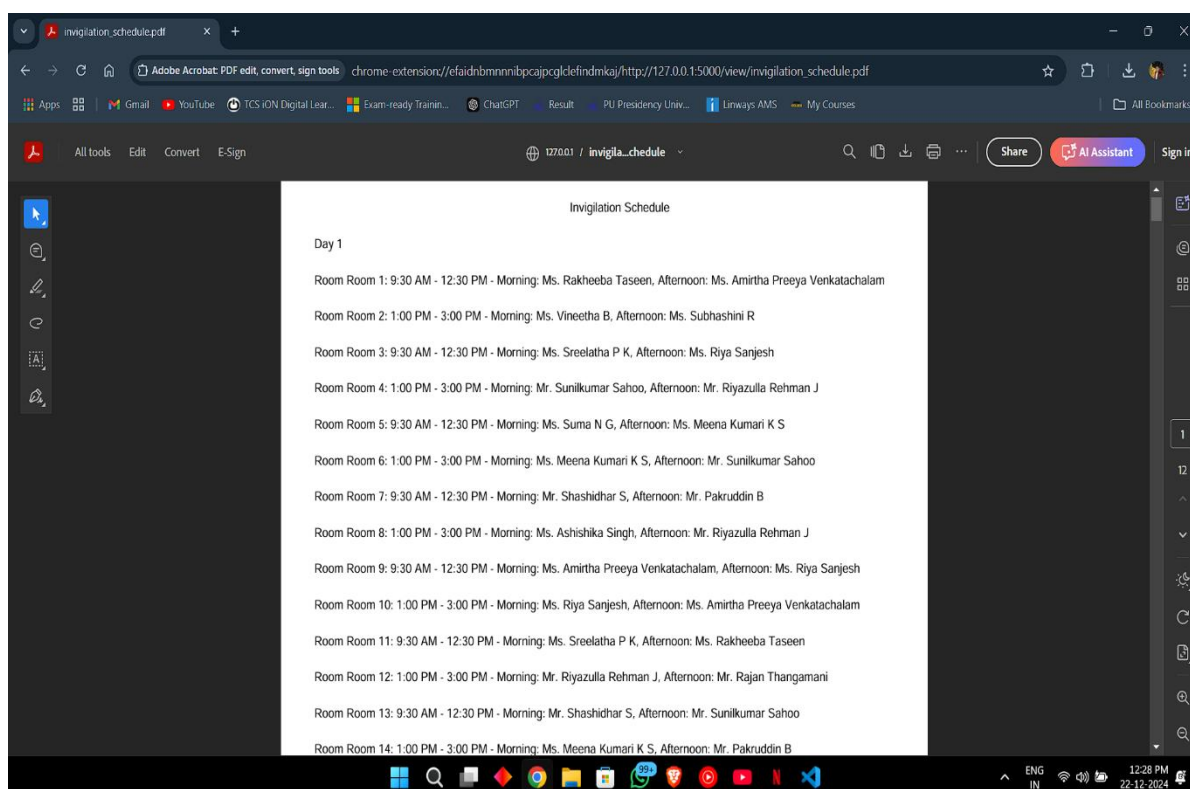 invigilation_schedule.pdf
Adobe Acrobat: PDF edit, convert, sign tools chrome-extension://efaidnbmnnnibpcajpcglclefindmkaj/http://127.0.0.1:5000/view/invigilation_schedule.pdf
Apps Gmail YouTube TCS iON Digital Lear... Exam-ready Trainin... ChatGPT Result PU Presidency Univ... Linways AMS My Courses All Bookmarks
All tools Edit Convert E-Sign 127.0.0.1 / invigila...chedule Share AI Assistant Sign in
Invigilation Schedule
Day 1
Room Room 1: 9:30 AM - 12:30 PM - Morning: Ms. Rakheeba Taseen, Afternoon: Ms. Amirtha Preeya Venkatachalam
Room Room 2: 1:00 PM - 3:00 PM - Morning: Ms. Vineetha B, Afternoon: Ms. Subhashini R
Room Room 3: 9:30 AM - 12:30 PM - Morning: Ms. Sreelatha P K, Afternoon: Ms. Riya Sanjesh
Room Room 4: 1:00 PM - 3:00 PM - Morning: Mr. Sunilkumar Sahoo, Afternoon: Mr. Riyazulla Rehman J
Room Room 5: 9:30 AM - 12:30 PM - Morning: Ms. Suma N G, Afternoon: Ms. Meena Kumari K S
Room Room 6: 1:00 PM - 3:00 PM - Morning: Ms. Meena Kumari K S, Afternoon: Mr. Sunilkumar Sahoo
Room Room 7: 9:30 AM - 12:30 PM - Morning: Mr. Shashidhar S, Afternoon: Mr. Pakruddin B
Room Room 8: 1:00 PM - 3:00 PM - Morning: Ms. Ashishika Singh, Afternoon: Mr. Riyazulla Rehman J
Room Room 9: 9:30 AM - 12:30 PM - Morning: Ms. Amirtha Preeya Venkatachalam, Afternoon: Ms. Riya Sanjesh
Room Room 10: 1:00 PM - 3:00 PM - Morning: Ms. Riya Sanjesh, Afternoon: Ms. Amirtha Preeya Venkatachalam
Room Room 11: 9:30 AM - 12:30 PM - Morning: Ms. Sreelatha P K, Afternoon: Ms. Rakheeba Taseen
Room Room 12: 1:00 PM - 3:00 PM - Morning: Mr. Riyazulla Rehman J, Afternoon: Mr. Rajan Thangamani
Room Room 13: 9:30 AM - 12:30 PM - Morning: Mr. Shashidhar S, Afternoon: Mr. Sunilkumar Sahoo
Room Room 14: 1:00 PM - 3:00 PM - Morning: Ms. Meena Kumari K S, Afternoon: Mr. Pakruddin B
1
12
99+
ENG 12:28 PM
IN 22-12-2024